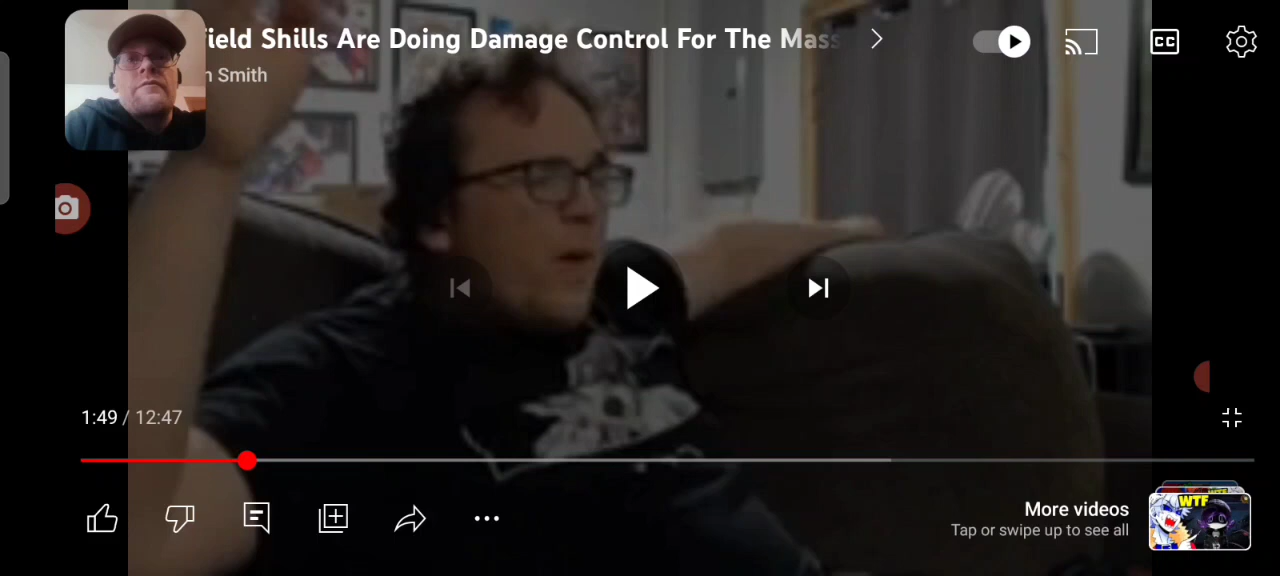 ield Shills Are Doing Damage Control For The Mass
n Smith
CC
1:49 / 12:47
More videos
Tap or swipe up to see all
WTF